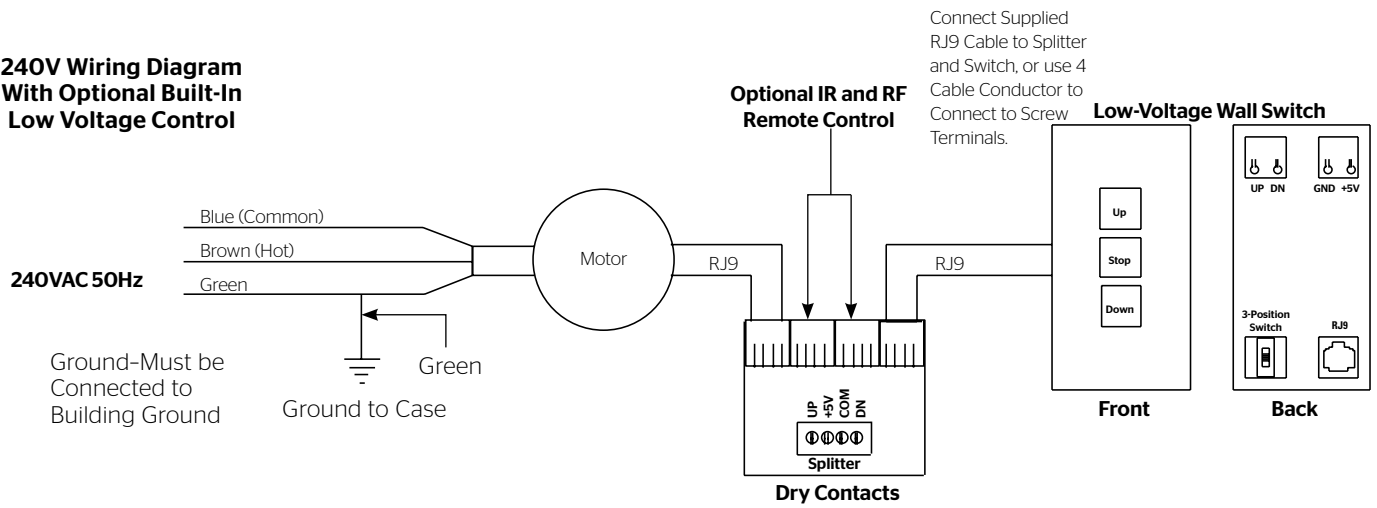 240V Wiring Diagram
With Optional Built-In
Low Voltage Control
Connect Supplied
RJ9 Cable to Splitter
and Switch, or use 4
Cable Conductor to
Connect to Screw
Terminals.
Optional IR and RF
Remote Control
Low-Voltage Wall Switch
UP DN
GND +5V
Blue (Common)
Brown (Hot)
240VAC 50Hz
Green
Motor
RJ9
RJ9
Up
Stop
Down
3-Position
Switch
RJ9
Ground–Must be
Connected to
Building Ground
Green
Ground to Case
Front
Back
UP
+5V
COM
DN
Splitter
Dry Contacts